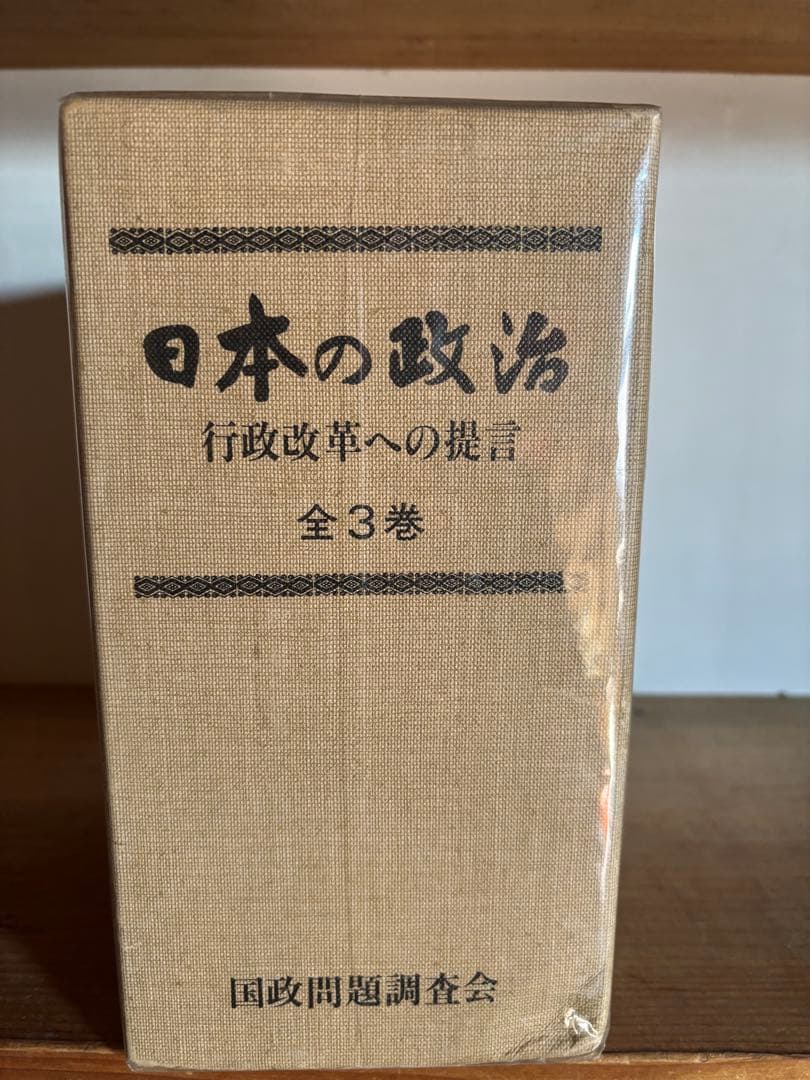 日本の政治
行政改革への提言
全3巻
国政問題調査会